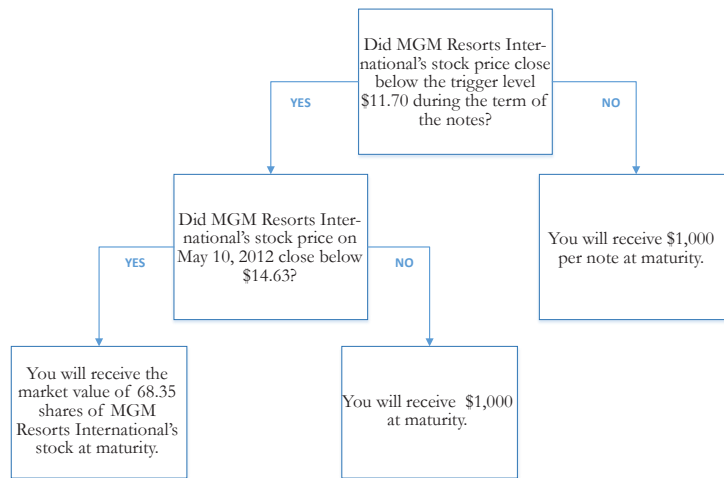 Did MGM Resorts Inter-
national's stock price close
below the trigger level
$11.70 during the term of
the notes?
YES
NO
Did MGM Resorts Inter-
national's stock price on
May 10, 2012 close below
$14.63?
You will receive $1,000
per note at maturity.
YES
NO
You will receive the
market value of 68.35
shares of MGM
Resorts International's
stock at maturity.
You will receive $1,000
at maturity.